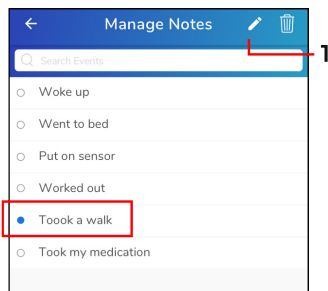 Manage Notes
1
Search Events
Woke up
Went to bed
Put on sensor
Worked out
Toook a walk
Took my medication